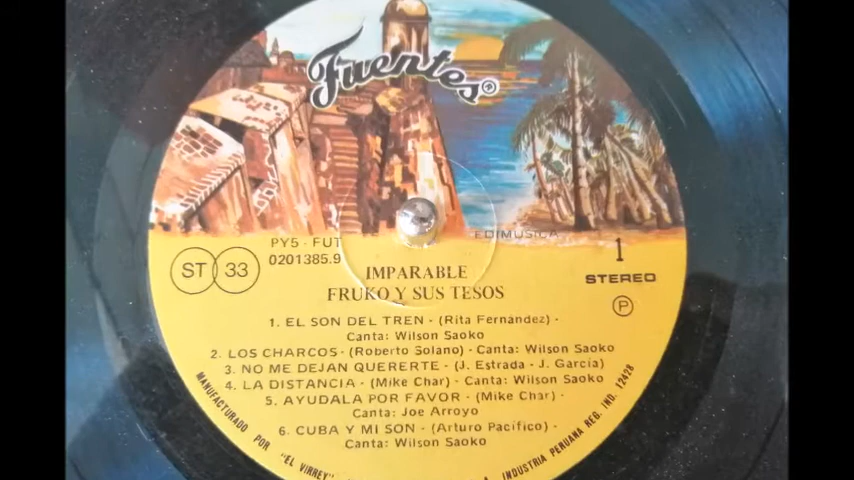 Fuentes®
EDIMUSICA
ST 33
PY5 - FUT
0201385.9
1
STEREO
P
IMPARABLE
FRUKO Y SUS TESOS
1. EL SON DEL TREN - (Rita Fernández) -
Canta: Wilson Saoko
2. LOS CHARCOS - (Roberto Solano) - Canta: Wilson Saoko
3. NO ME DEJAN QUERERTE - (J. Estrada - J. García)
4. LA DISTANCIA - (Mike Char) - Canta: Wilson Saoko
5. AYUDALA POR FAVOR - (Mike Char) -
Canta: Joe Arroyo
6. CUBA Y MI SON - (Arturo Pacífico) -
Canta: Wilson Saoko
MANUFACTURADO POR "EL VIRREY"
INDUSTRIA PERUANA REG. IND. 12428